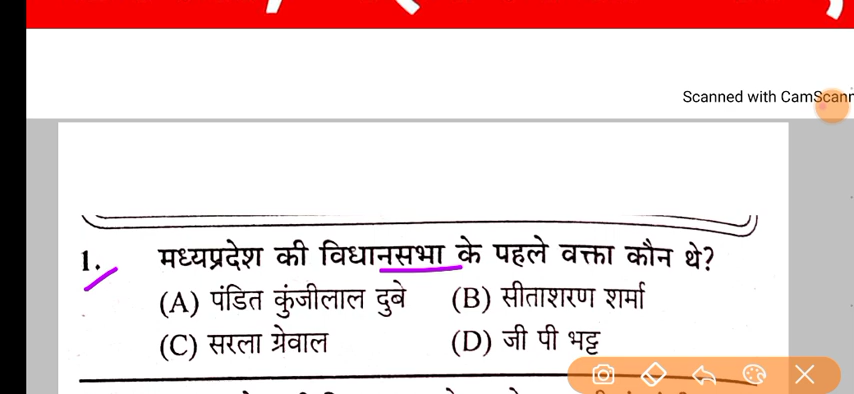 Scanned with CamScanr
1. मध्यप्रदेश की विधानसभा के पहले वक्ता कौन थे?
(A) पंडित कुंजीलाल दुबे (B) सीताशरण शर्मा
(C) सरला ग्रेवाल (D) जी पी भट्ट